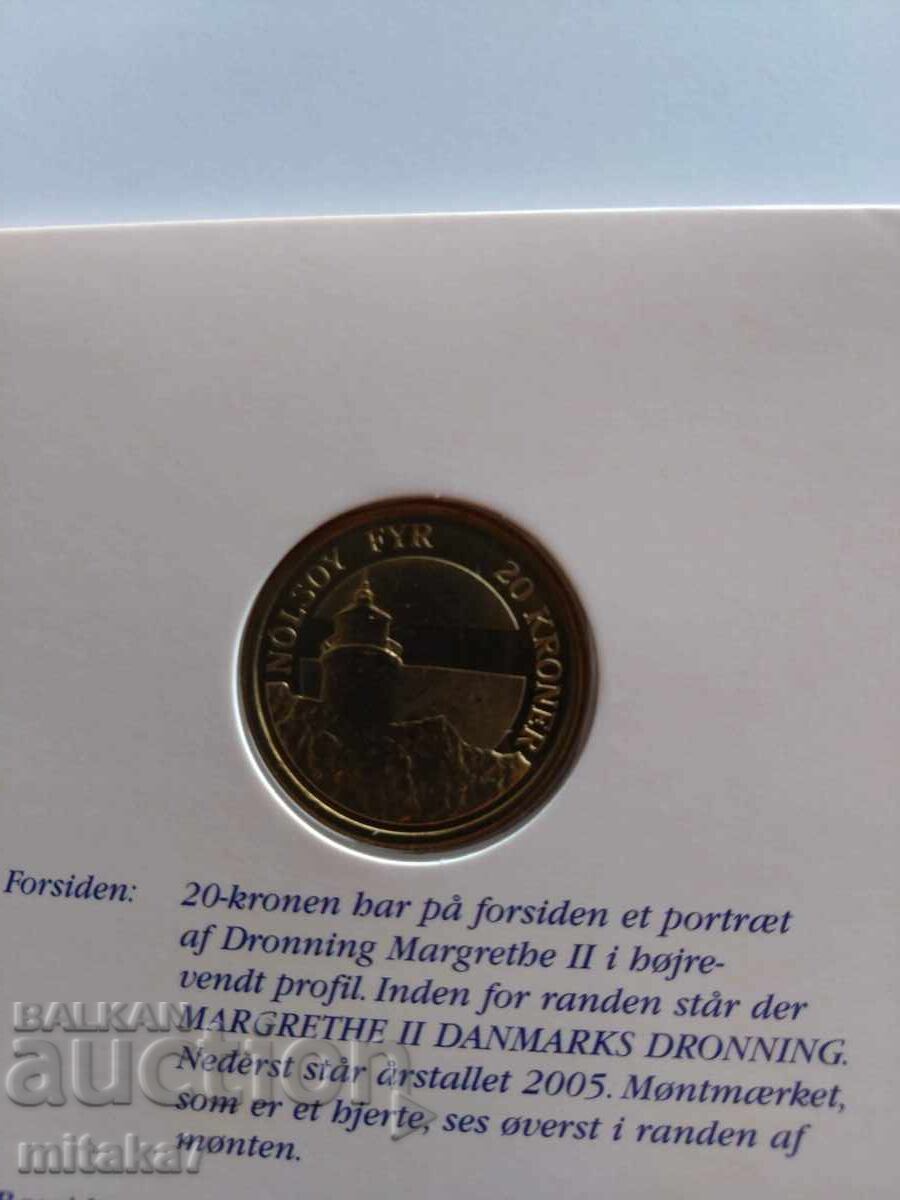 NÓLSOY FYR 20 KRONER
Forsiden: 20-kronen har på forsiden et portræt
af Dronning Margrethe II i højre-
vendt profil. Inden for randen står der
MARGRETHE II DANMARKS DRONNING.
Nederst står årstallet 2005. Møntmærket,
som er et hjerte, ses øverst i randen af
mønten.
BALKAN
auction
mitaka7